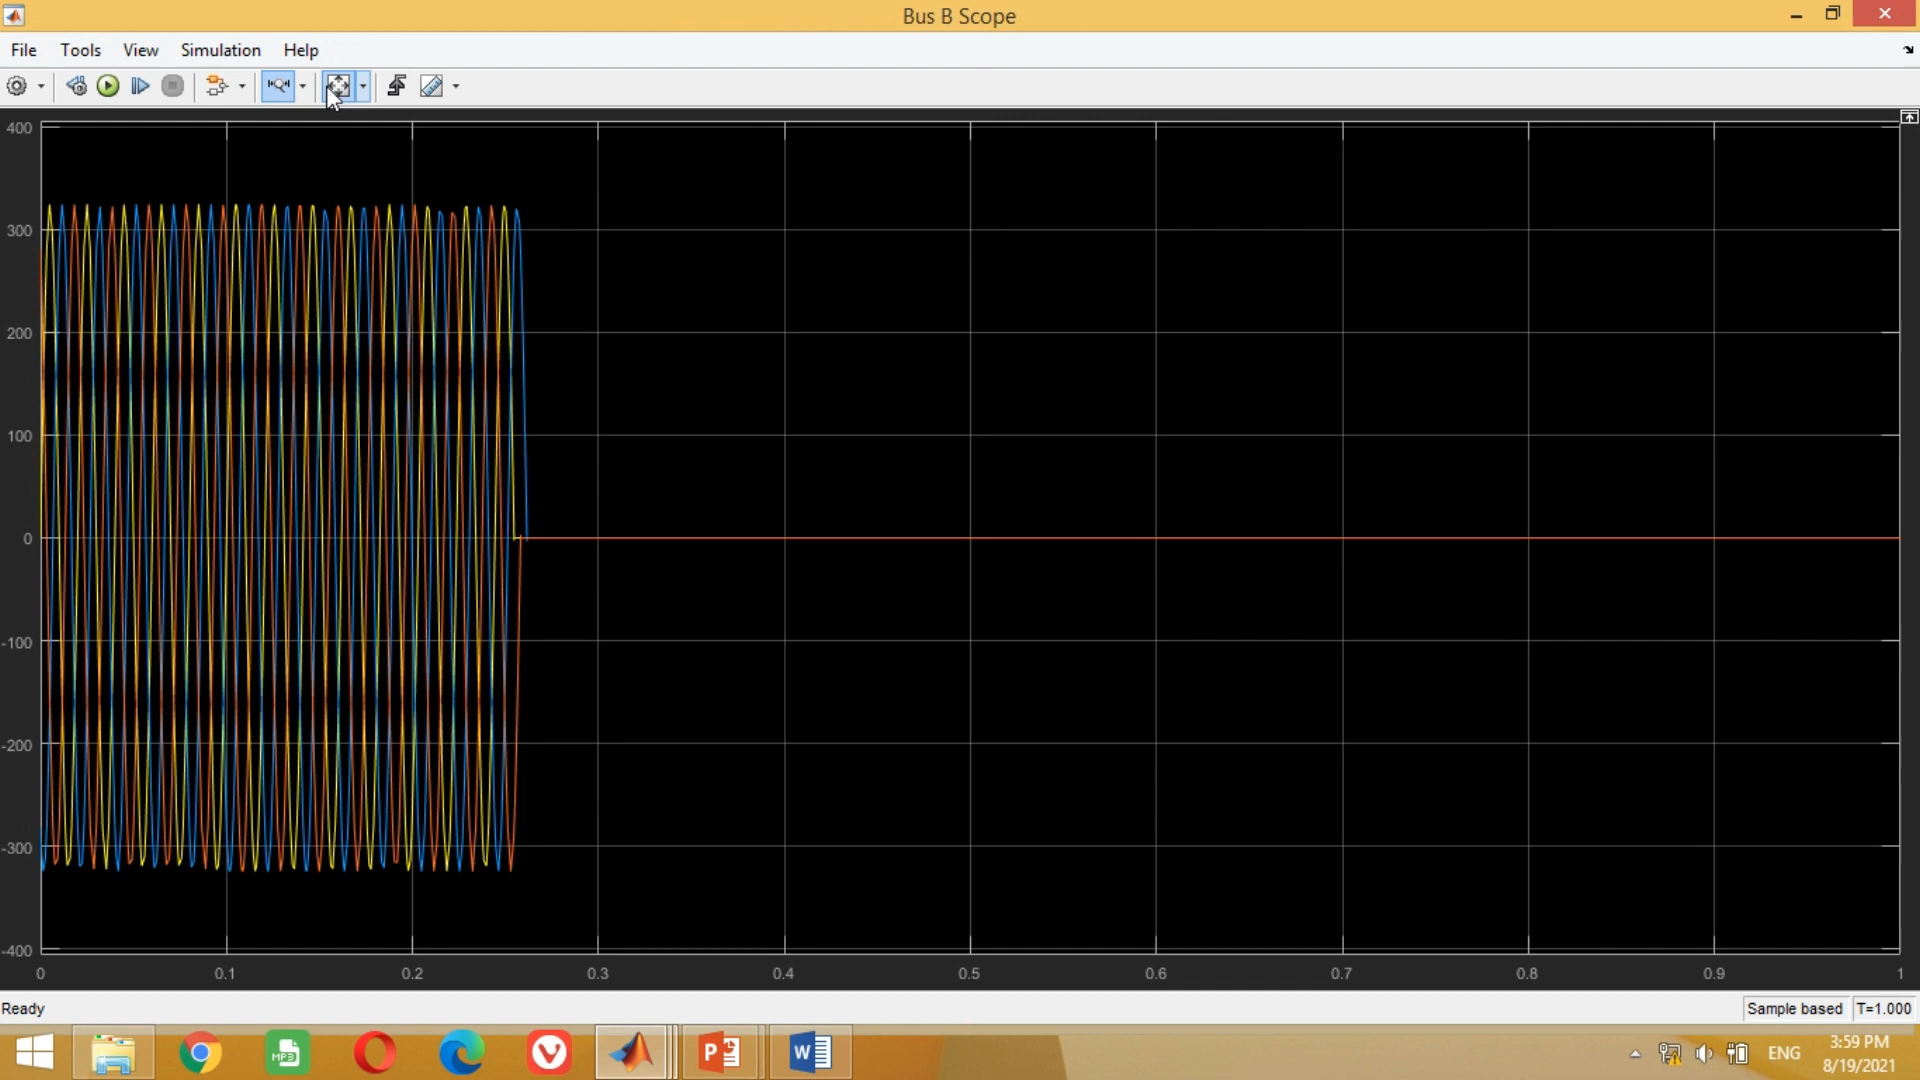 Bus B Scope
File Tools View Simulation Help
400
300
200
100
0
-100
-200
-300
-400
0 0.1 0.2 0.3 0.4 0.5 0.6 0.7 0.8 0.9 1
Ready
Sample based T=1.000
MP3
P
W
ENG
3:59 PM
8/19/2021